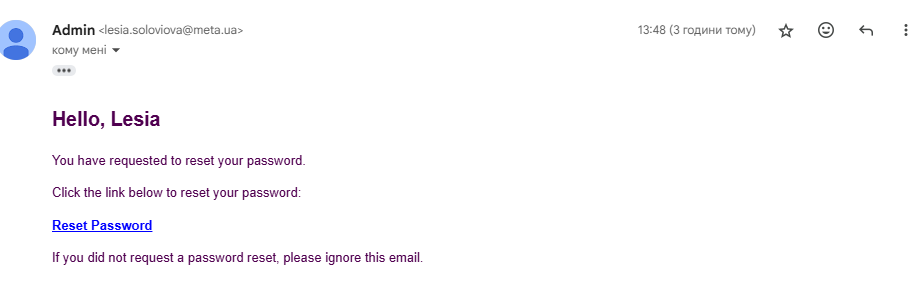 Admin <lesia.soloviova@meta.ua> 13:48 (3 години тому)
кому мені
Hello, Lesia
You have requested to reset your password.
Click the link below to reset your password:
Reset Password
If you did not request a password reset, please ignore this email.